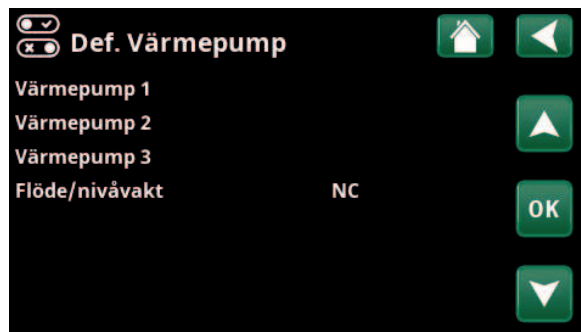 Def. Värmepump
Värmepump 1
Värmepump 2
Värmepump 3
Flöde/nivåvakt NC
OK